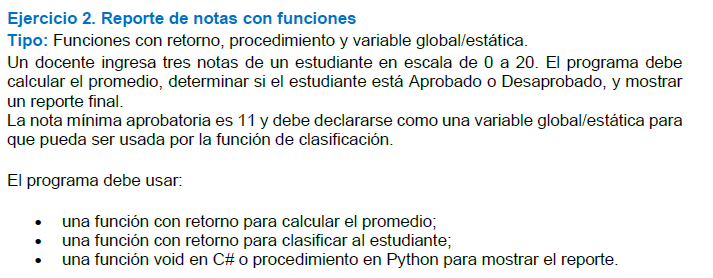 Ejercicio 2. Reporte de notas con funciones
Tipo: Funciones con retorno, procedimiento y variable global/estática.
Un docente ingresa tres notas de un estudiante en escala de 0 a 20. El programa debe
calcular el promedio, determinar si el estudiante está Aprobado o Desaprobado, y mostrar
un reporte final.
La nota mínima aprobatoria es 11 y debe declararse como una variable global/estática para
que pueda ser usada por la función de clasificación.
El programa debe usar:
• una función con retorno para calcular el promedio;
• una función con retorno para clasificar al estudiante;
• una función void en C# o procedimiento en Python para mostrar el reporte.